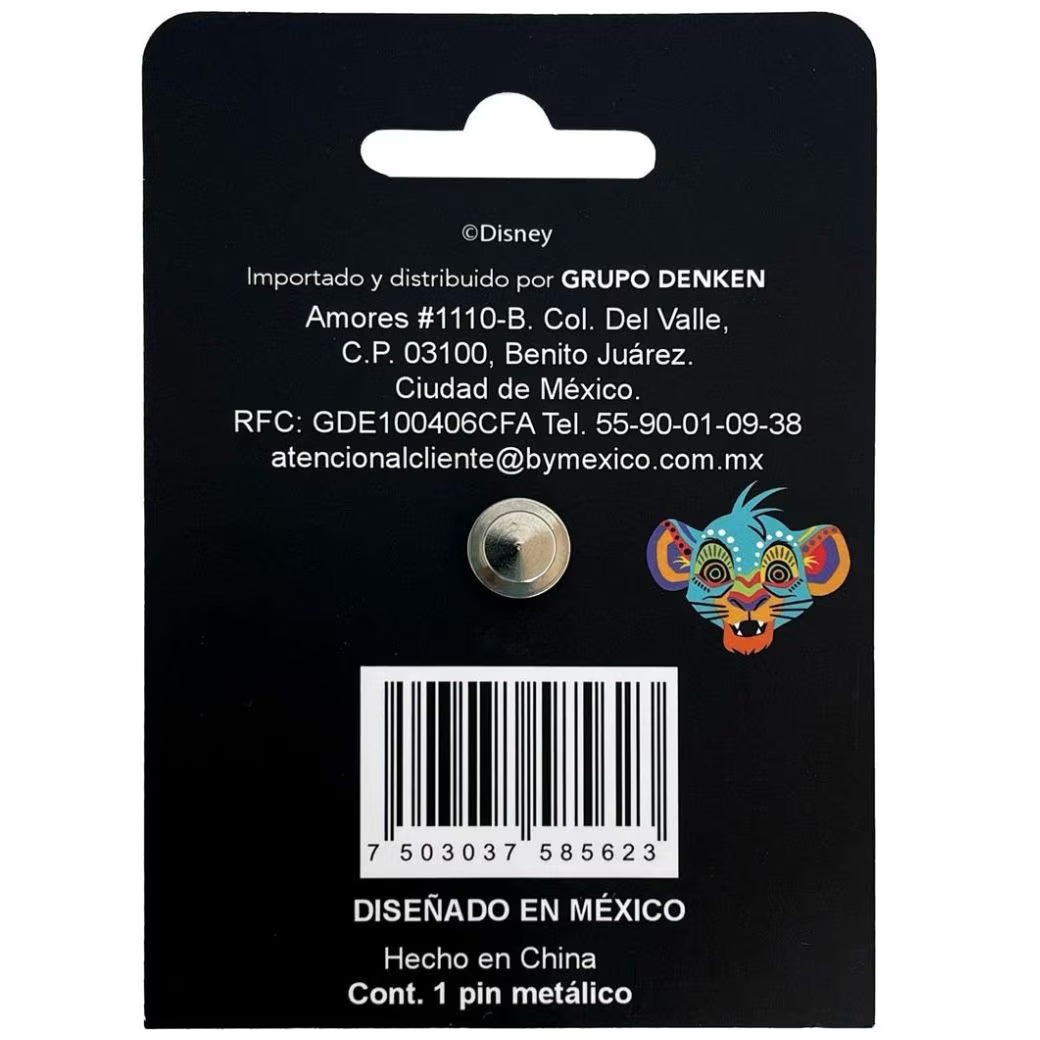 ©Disney
Importado y distribuido por GRUPO DENKEN
Amores #1110-B. Col. Del Valle,
C.P. 03100, Benito Juárez.
Ciudad de México.
RFC: GDE100406CFA Tel. 55-90-01-09-38
atencionalcliente@bymexico.com.mx
7 503037 585623
DISEÑADO EN MÉXICO
Hecho en China
Cont. 1 pin metálico